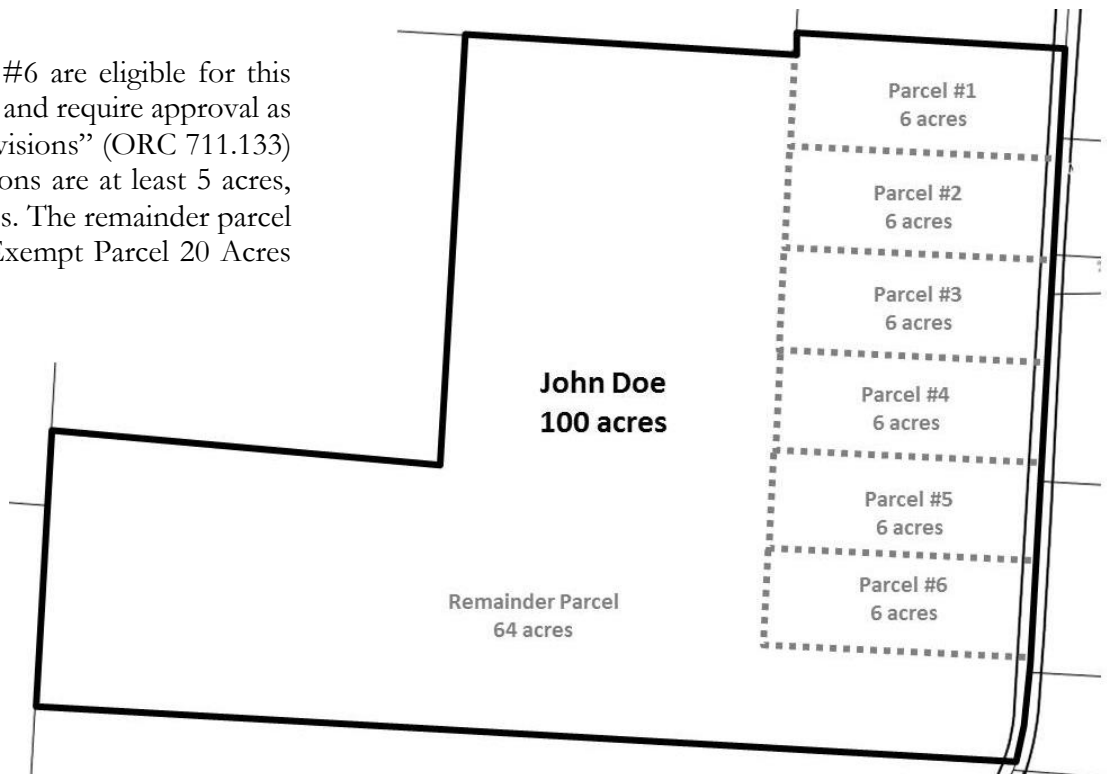 #6 are eligible for this
and require approval as
visions” (ORC 711.133)
ons are at least 5 acres,
s. The remainder parcel
Exempt Parcel 20 Acres
Parcel #1
6 acres
Parcel #2
6 acres
Parcel #3
6 acres
John Doe
100 acres
Parcel #4
6 acres
Parcel #5
6 acres
Parcel #6
6 acres
Remainder Parcel
64 acres